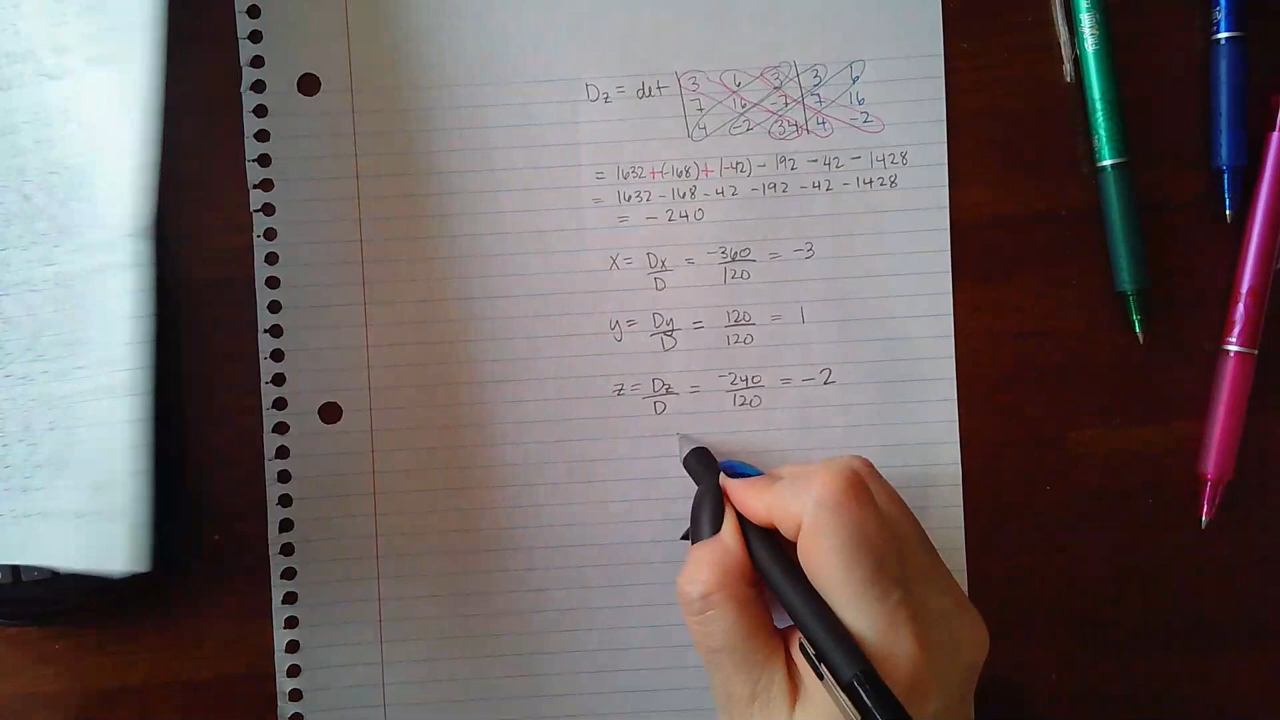 Dz = det | 3 6 3 | 3 6
7 16 -7 | 7 16
4 -2 34 | 4 -2
= 1632 + (-168) + (-42) - 192 - 42 - 1428
= 1632 - 168 - 42 - 192 - 42 - 1428
= -240
x = Dx/D = -360/120 = -3
y = Dy/D = 120/120 = 1
z = Dz/D = -240/120 = -2